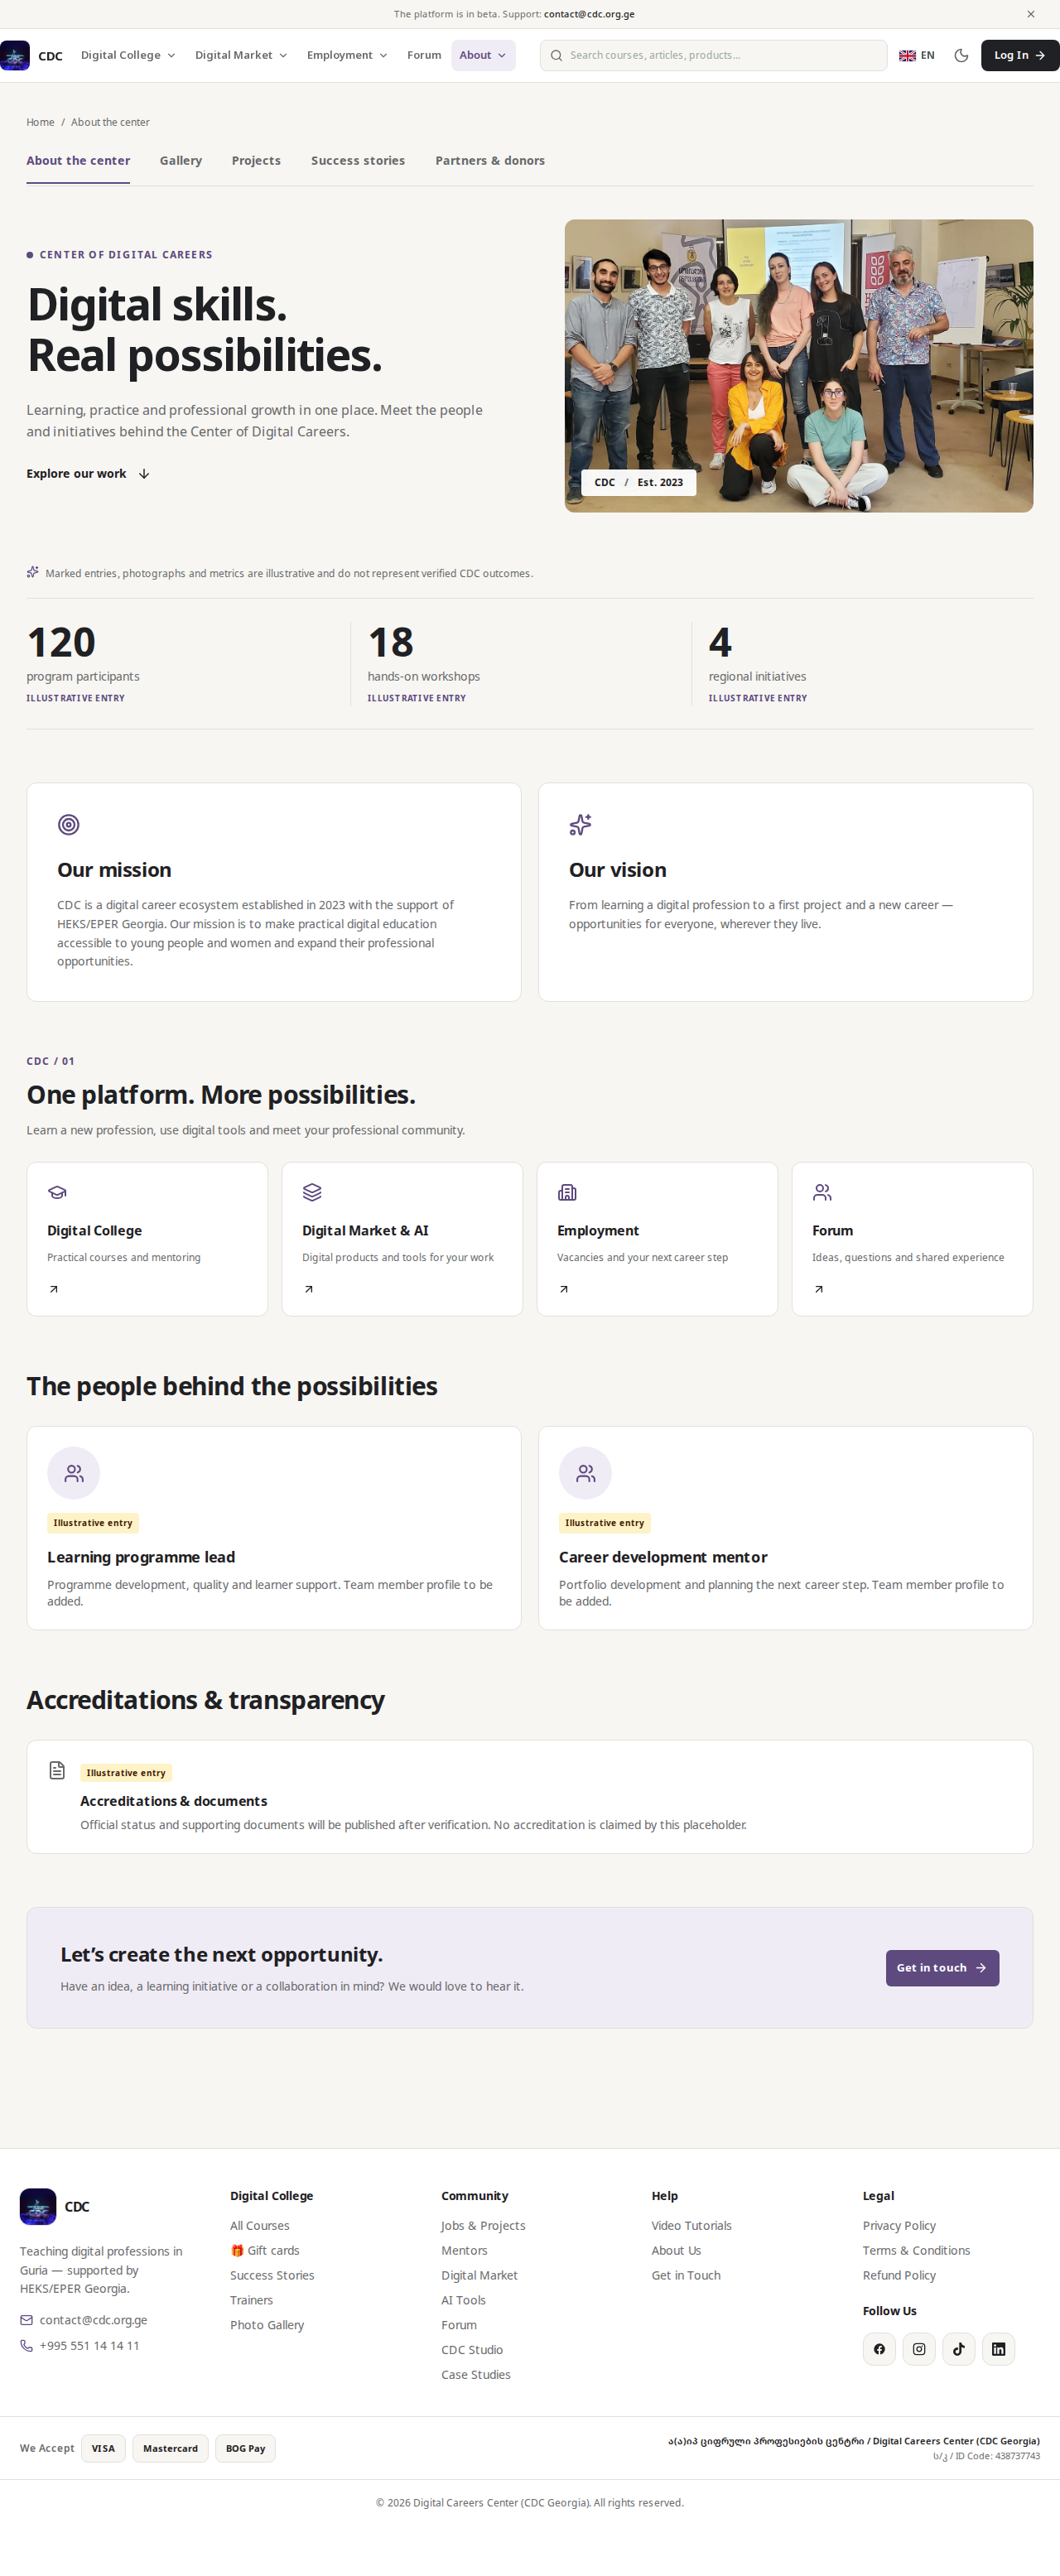 The platform is in beta. Support: contact@cdc.org.ge
CDC
Digital College
Digital Market
Employment
Forum
About
Search courses, articles, products...
EN
Log In
Home / About the center
About the center
Gallery
Projects
Success stories
Partners & donors
CENTER OF DIGITAL CAREERS
Digital skills.
Real possibilities.
Learning, practice and professional growth in one place. Meet the people
and initiatives behind the Center of Digital Careers.
Explore our work
CDC / Est. 2023
Marked entries, photographs and metrics are illustrative and do not represent verified CDC outcomes.
120
program participants
ILLUSTRATIVE ENTRY
18
hands-on workshops
ILLUSTRATIVE ENTRY
4
regional initiatives
ILLUSTRATIVE ENTRY
Our mission
CDC is a digital career ecosystem established in 2023 with the support of
HEKS/EPER Georgia. Our mission is to make practical digital education
accessible to young people and women and expand their professional
opportunities.
Our vision
From learning a digital profession to a first project and a new career —
opportunities for everyone, wherever they live.
CDC / 01
One platform. More possibilities.
Learn a new profession, use digital tools and meet your professional community.
Digital College
Practical courses and mentoring
Digital Market & AI
Digital products and tools for your work
Employment
Vacancies and your next career step
Forum
Ideas, questions and shared experience
The people behind the possibilities
Illustrative entry
Learning programme lead
Programme development, quality and learner support. Team member profile to be
added.
Illustrative entry
Career development mentor
Portfolio development and planning the next career step. Team member profile to
be added.
Accreditations & transparency
Illustrative entry
Accreditations & documents
Official status and supporting documents will be published after verification. No accreditation is claimed by this placeholder.
Let’s create the next opportunity.
Have an idea, a learning initiative or a collaboration in mind? We would love to hear it.
Get in touch
CDC
Teaching digital professions in
Guria — supported by
HEKS/EPER Georgia.
contact@cdc.org.ge
+995 551 14 14 11
Digital College
All Courses
🎁 Gift cards
Success Stories
Trainers
Photo Gallery
Community
Jobs & Projects
Mentors
Digital Market
AI Tools
Forum
CDC Studio
Case Studies
Help
Video Tutorials
About Us
Get in Touch
Legal
Privacy Policy
Terms & Conditions
Refund Policy
Follow Us
We Accept
VISA
Mastercard
BOG Pay
ა(ა)იპ ციფრული პროფესიების ცენტრი / Digital Careers Center (CDC Georgia)
ს/კ / ID Code: 438737743
© 2026 Digital Careers Center (CDC Georgia). All rights reserved.